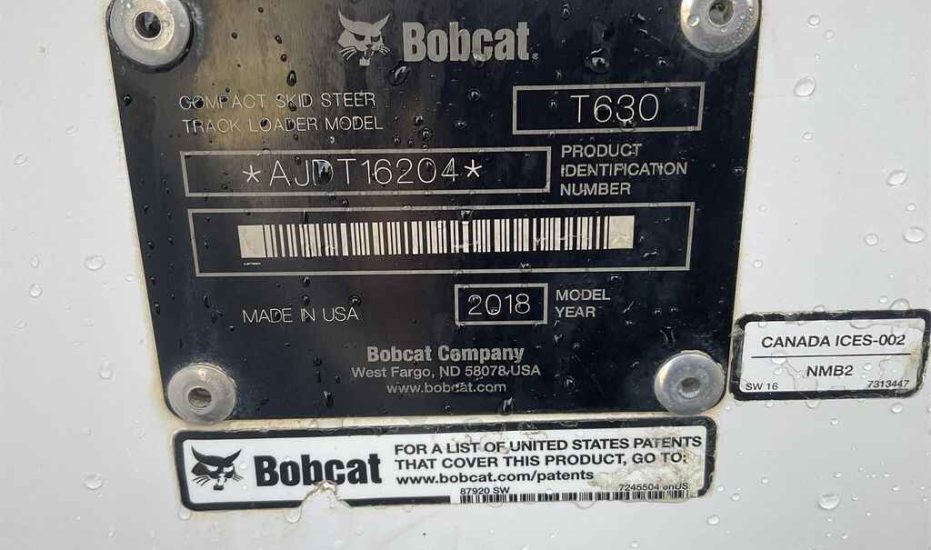 Bobcat
COMPACT SKID STEER
TRACK LOADER MODEL
T630
*AJDT16204*
PRODUCT
IDENTIFICATION
NUMBER
MADE IN USA
2018
MODEL
YEAR
Bobcat Company
West Fargo, ND 58078 USA
www.bobcat.com
CANADA ICES-002
NMB2
SW 16 7313447
Bobcat
FOR A LIST OF UNITED STATES PATENTS
THAT COVER THIS PRODUCT, GO TO:
www.bobcat.com/patents
87920 SW 7245504 enUS